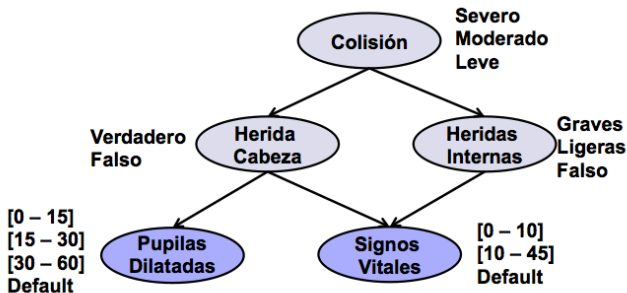 Colisión
Severo
Moderado
Leve
Verdadero
Falso
Herida
Cabeza
Heridas
Internas
Graves
Ligeras
Falso
[0 – 15]
[15 – 30]
[30 – 60]
Default
Pupilas
Dilatadas
Signos
Vitales
[0 – 10]
[10 – 45]
Default